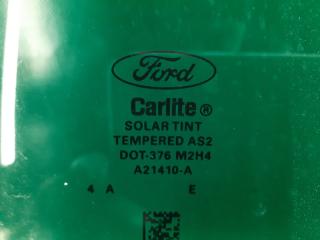 Ford
Carlite®
SOLAR TINT
TEMPERED AS2
DOT-376 M2H4
A21410-A
4 A E